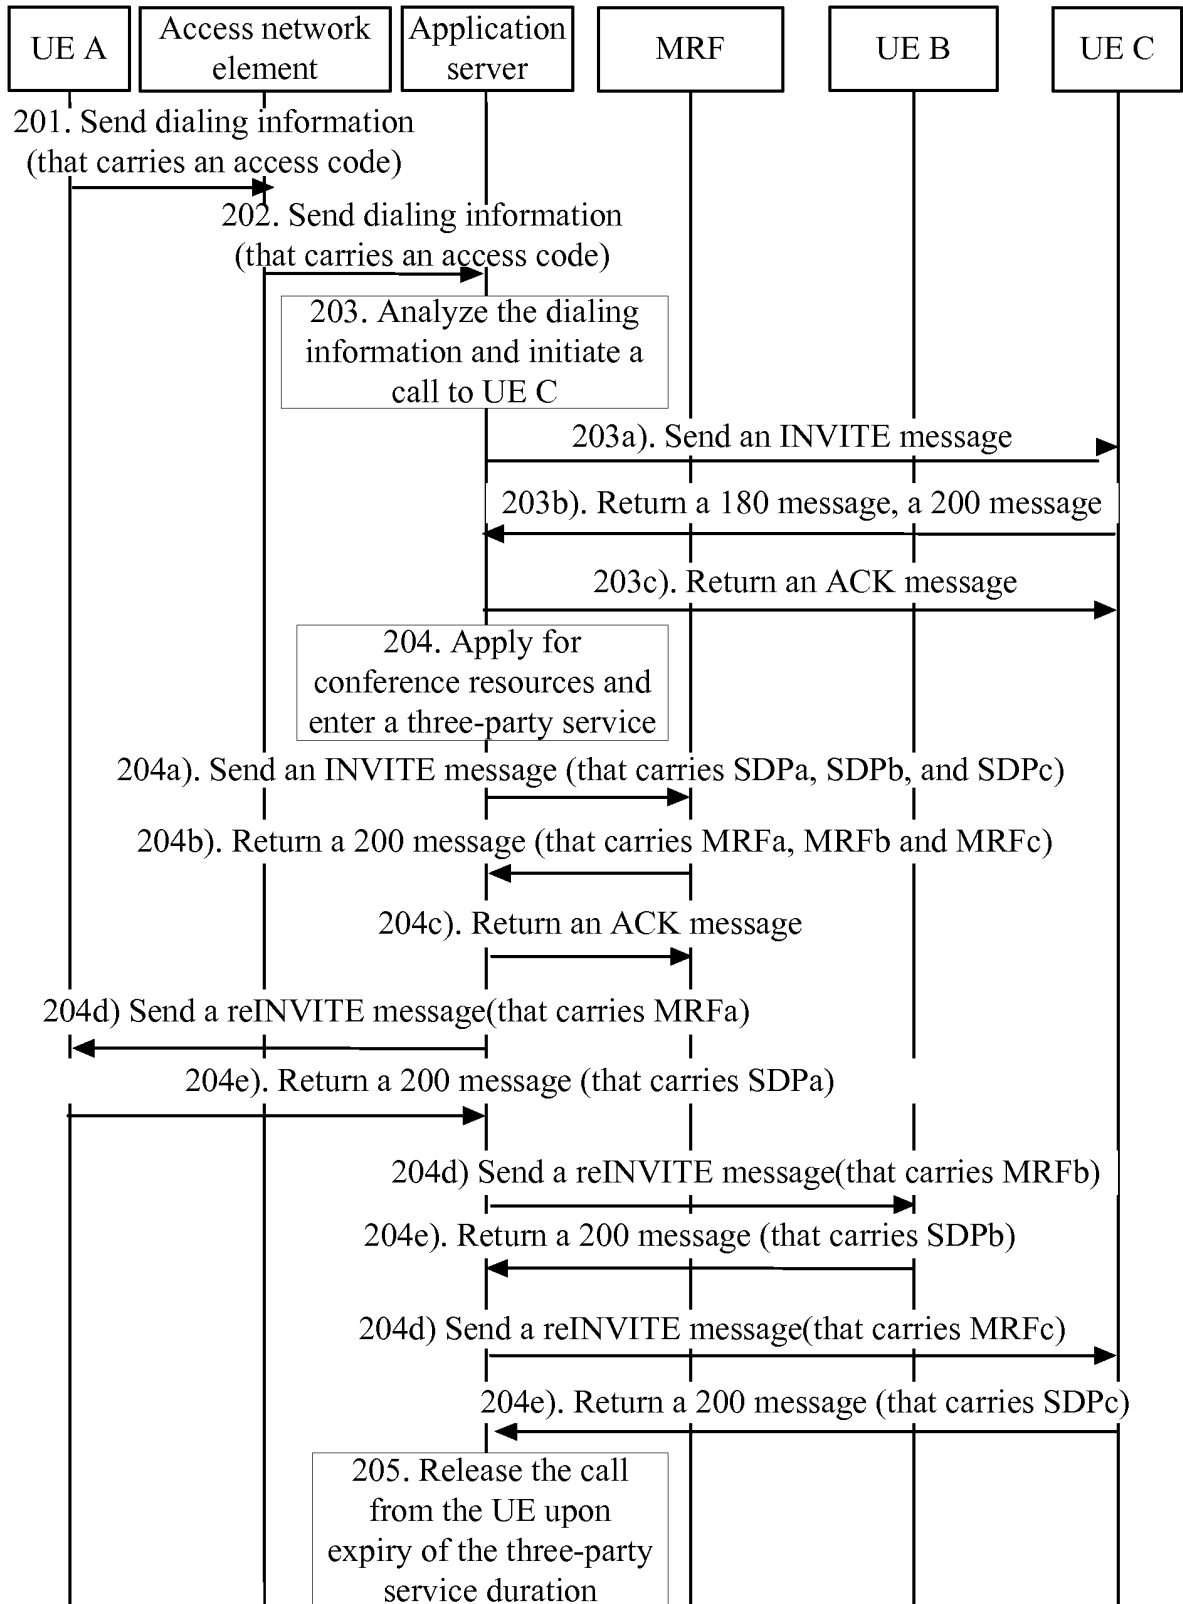 UE A
Access network
element
Application
server
MRF
UE B
UE C
201. Send dialing information
(that carries an access code)
202. Send dialing information
(that carries an access code)
203. Analyze the dialing
information and initiate a
call to UE C
203a). Send an INVITE message
203b). Return a 180 message, a 200 message
203c). Return an ACK message
204. Apply for
conference resources and
enter a three-party service
204a). Send an INVITE message (that carries SDPa, SDPb, and SDPc)
204b). Return a 200 message (that carries MRFa, MRFb and MRFc)
204c). Return an ACK message
204d) Send a reINVITE message(that carries MRFa)
204e). Return a 200 message (that carries SDPa)
204d) Send a reINVITE message(that carries MRFb)
204e). Return a 200 message (that carries SDPb)
204d) Send a reINVITE message(that carries MRFc)
204e). Return a 200 message (that carries SDPc)
205. Release the call
from the UE upon
expiry of the three-party
service duration